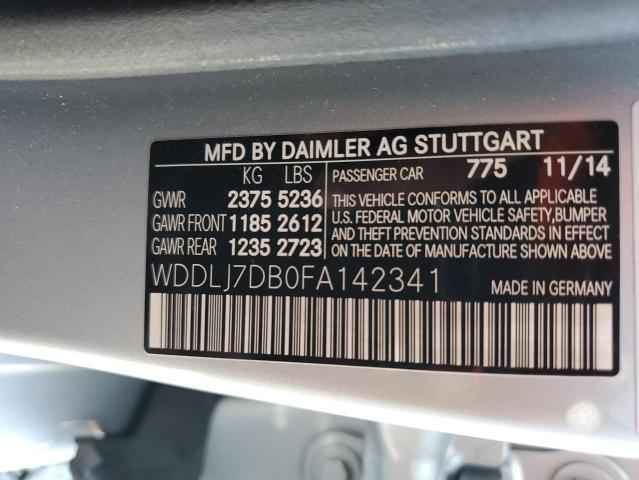 MFD BY DAIMLER AG STUTTGART
KG LBS PASSENGER CAR 775 11/14
GVWR 2375 5236
GAWR FRONT 1185 2612
GAWR REAR 1235 2723
THIS VEHICLE CONFORMS TO ALL APPLICABLE
U.S. FEDERAL MOTOR VEHICLE SAFETY,BUMPER
AND THEFT PREVENTION STANDARDS IN EFFECT
ON THE DATE OF MANUFACTURE SHOWN ABOVE.
WDDLJ7DB0FA142341 MADE IN GERMANY